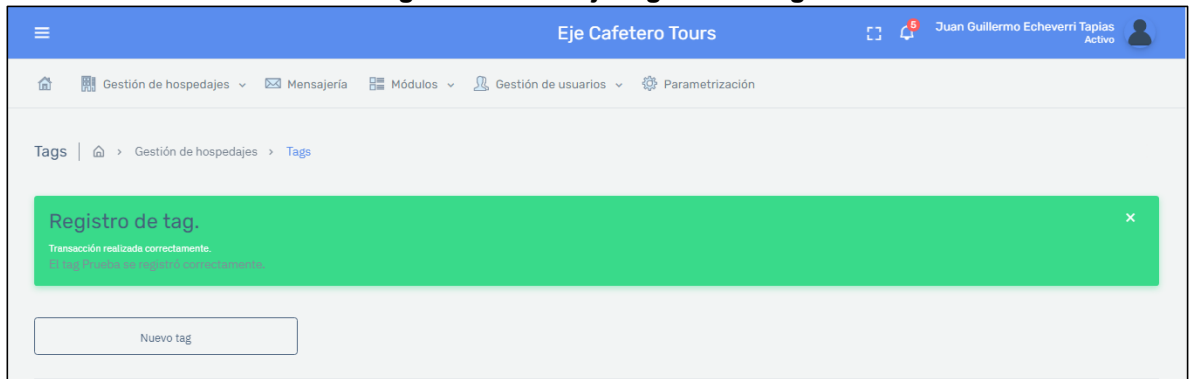 Eje Cafetero Tours
5
Juan Guillermo Echeverri Tapias
Activo
Gestión de hospedajes
Mensajería
Módulos
Gestión de usuarios
Parametrización
Tags
Gestión de hospedajes
Tags
Registro de tag.
Transacción realizada correctamente.
El tag Prueba se registró correctamente.
Nuevo tag